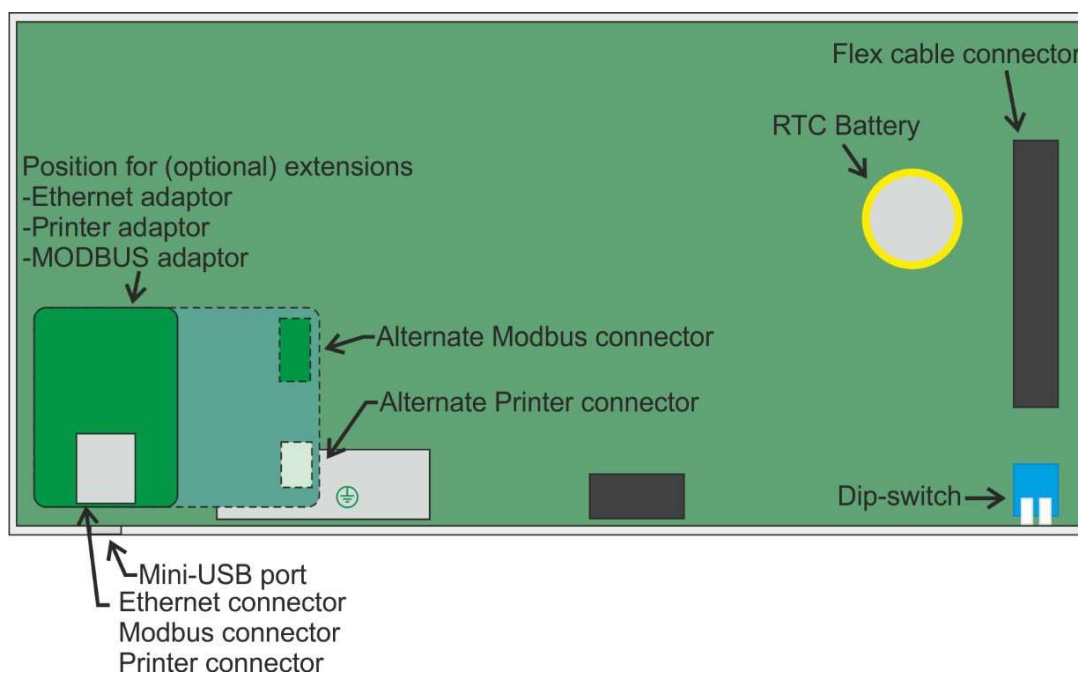 Flex cable connector
RTC Battery
Position for (optional) extensions
-Ethernet adaptor
-Printer adaptor
-MODBUS adaptor
Alternate Modbus connector
Alternate Printer connector
Dip-switch
Mini-USB port
Ethernet connector
Modbus connector
Printer connector